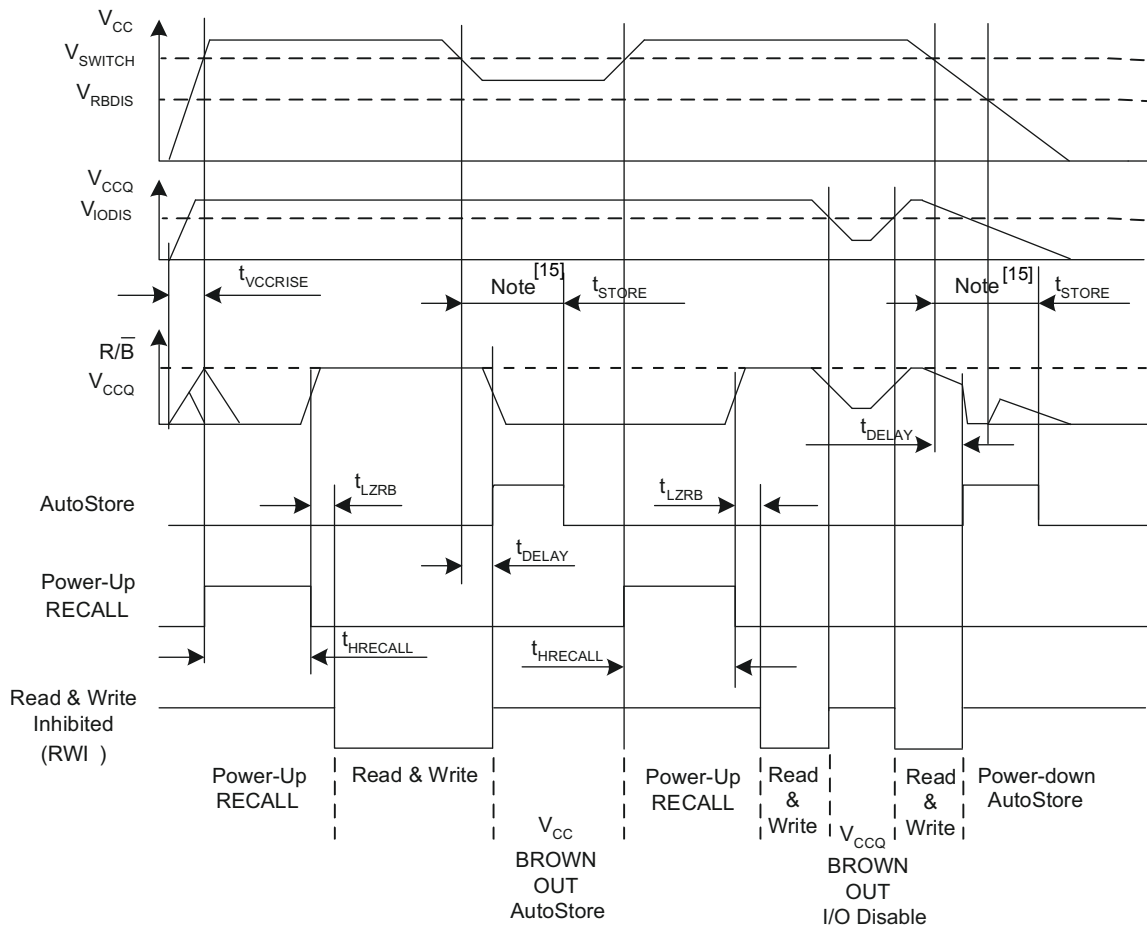 VCC
VSWITCH
VRBDIS
VCCQ
VIODIS
tVCCRISE
Note[15]
tSTORE
Note[15]
tSTORE
R/B̅
VCCQ
tDELAY
tLZRB
tLZRB
AutoStore
tDELAY
Power-Up
RECALL
tHRECALL
tHRECALL
Read & Write
Inhibited
(RWI )
Power-Up
RECALL
Read & Write
VCC
BROWN
OUT
AutoStore
Power-Up
RECALL
Read
&
Write
VCCQ
BROWN
OUT
I/O Disable
Read
&
Write
Power-down
AutoStore